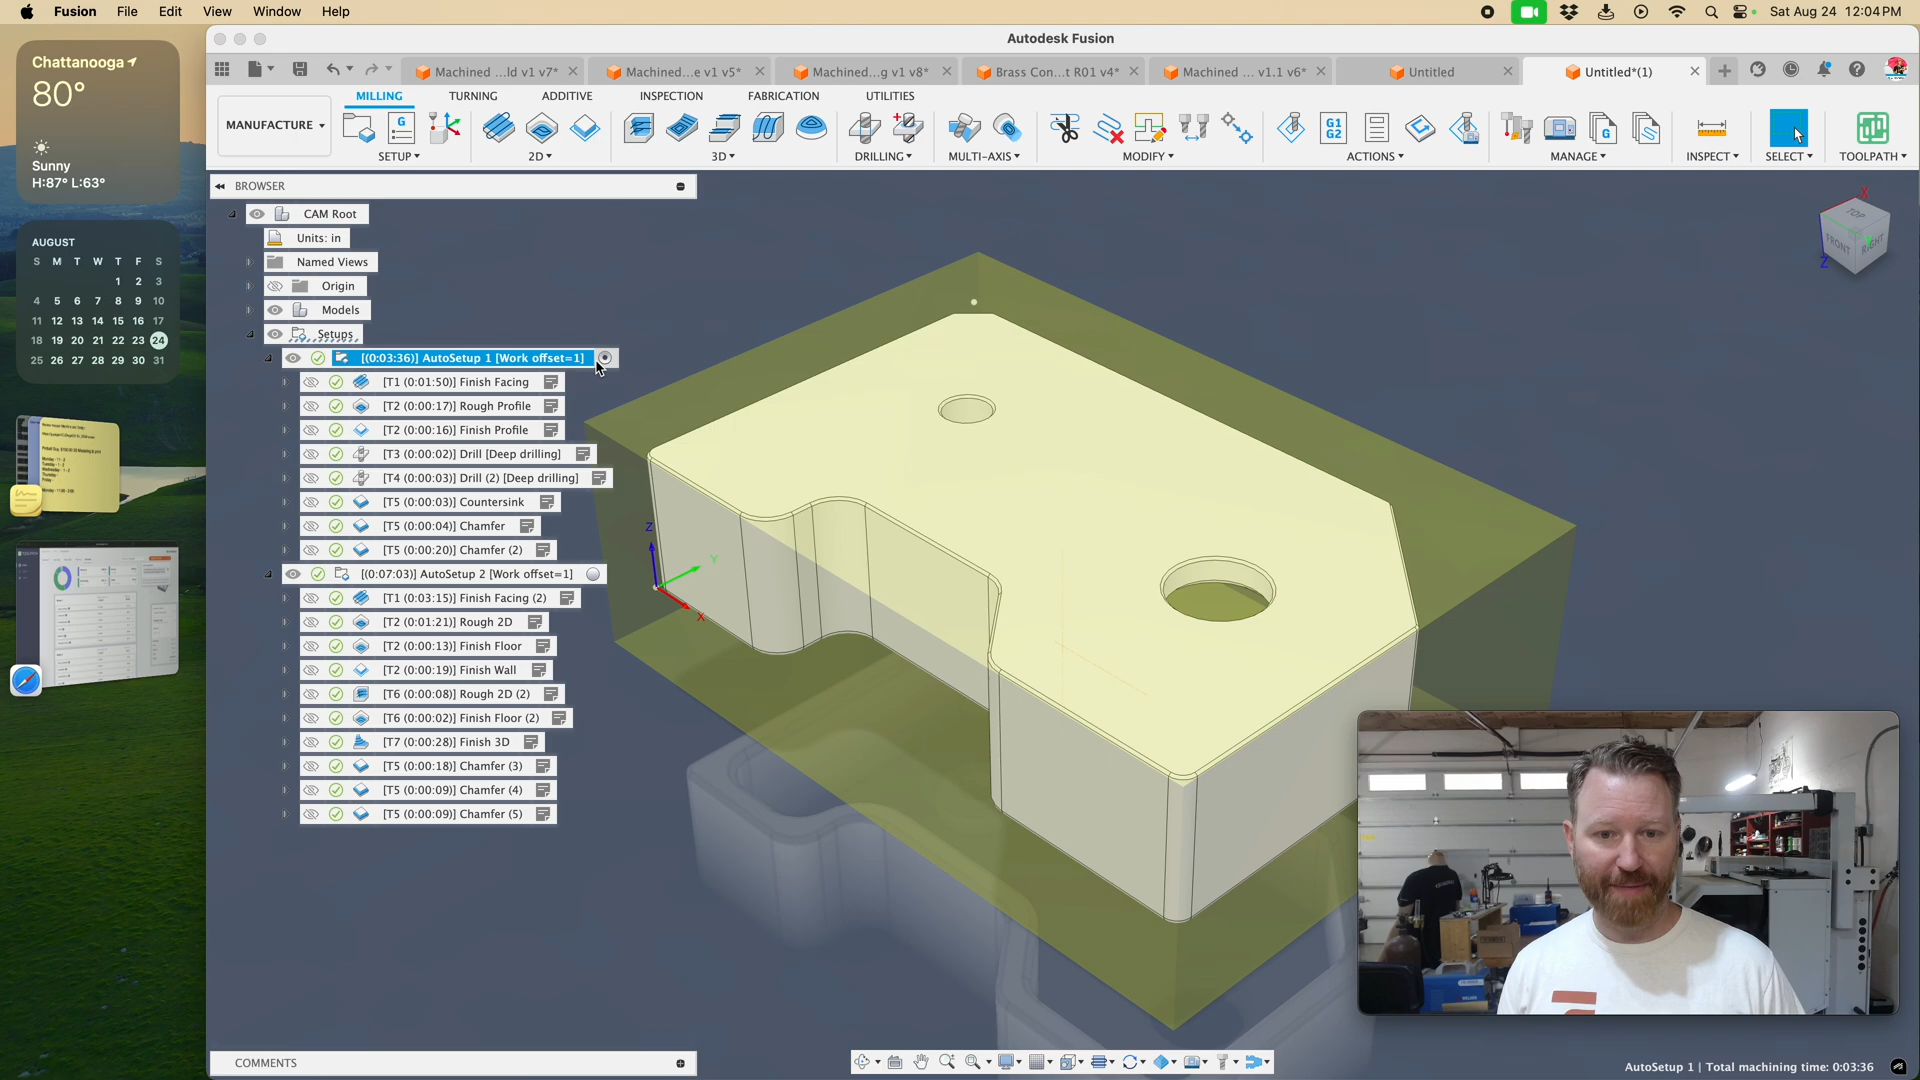 Fusion File Edit View Window Help
Sat Aug 24 12:04 PM
Autodesk Fusion
Chattanooga
80°
Sunny
H:87° L:63°
Machined ...ld v1 v7* Machined...e v1 v5* Machined...g v1 v8* Brass Con...t R01 v4* Machined ... v1.1 v6* Untitled Untitled*(1)
MILLING TURNING ADDITIVE INSPECTION FABRICATION UTILITIES
MANUFACTURE
G G1 G2 G
SETUP 2D 3D DRILLING MULTI-AXIS MODIFY ACTIONS MANAGE INSPECT SELECT TOOLPATH
BROWSER
CAM Root
Units: in
Named Views
Origin
Models
Setups
[(0:03:36)] AutoSetup 1 [Work offset=1]
[T1 (0:01:50)] Finish Facing
[T2 (0:00:17)] Rough Profile
[T2 (0:00:16)] Finish Profile
[T3 (0:00:02)] Drill [Deep drilling]
[T4 (0:00:03)] Drill (2) [Deep drilling]
[T5 (0:00:03)] Countersink
[T5 (0:00:04)] Chamfer
[T5 (0:00:20)] Chamfer (2)
[(0:07:03)] AutoSetup 2 [Work offset=1]
[T1 (0:03:15)] Finish Facing (2)
[T2 (0:01:21)] Rough 2D
[T2 (0:00:13)] Finish Floor
[T2 (0:00:19)] Finish Wall
[T6 (0:00:08)] Rough 2D (2)
[T6 (0:00:02)] Finish Floor (2)
[T7 (0:00:28)] Finish 3D
[T5 (0:00:18)] Chamfer (3)
[T5 (0:00:09)] Chamfer (4)
[T5 (0:00:09)] Chamfer (5)
AUGUST
S M T W T F S
1 2 3
4 5 6 7 8 9 10
11 12 13 14 15 16 17
18 19 20 21 22 23 24
25 26 27 28 29 30 31
X
TOP
FRONT RIGHT
Y
Z
Z
Y
X
COMMENTS
AutoSetup 1 | Total machining time: 0:03:36